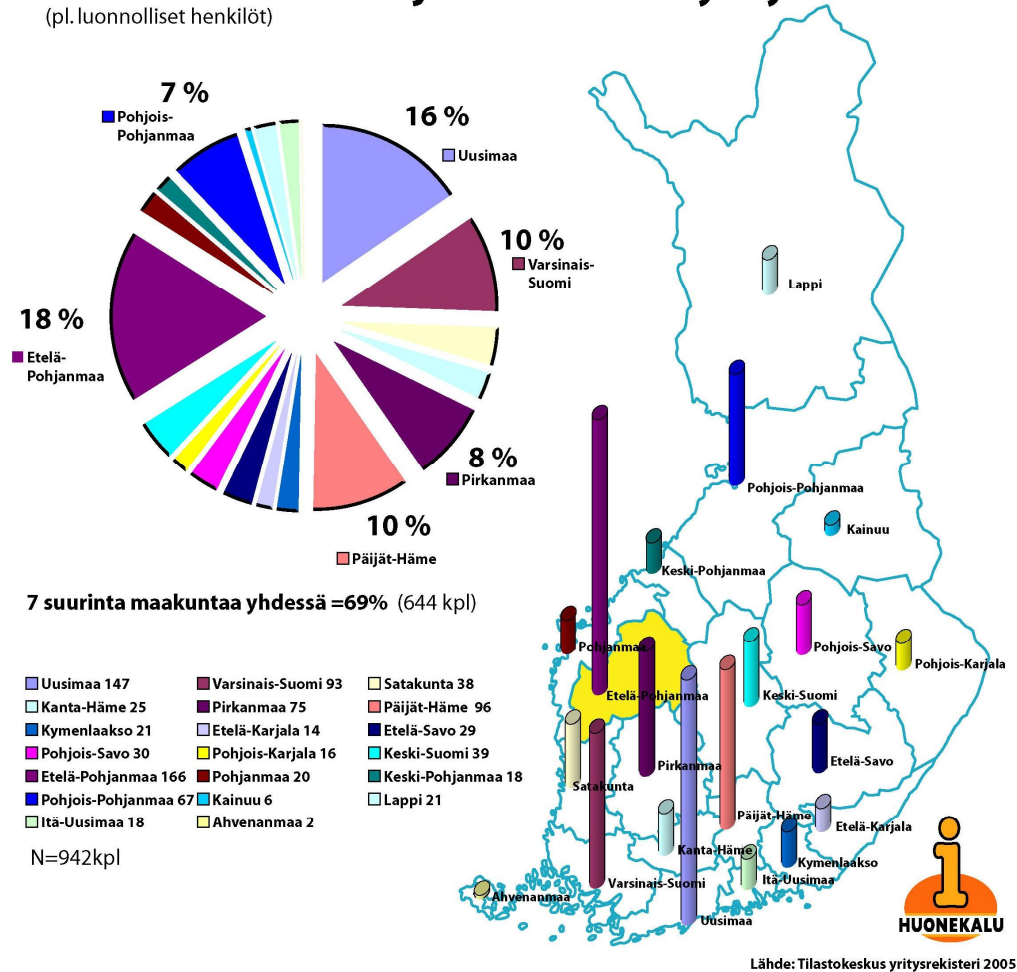 (pl. luonnolliset henkilöt)
7 %
Pohjois-
Pohjanmaa
16 %
Uusimaa
10 %
Varsinais-
Suomi
18 %
Etelä-
Pohjanmaa
8 %
Pirkanmaa
10 %
Päijät-Häme
7 suurinta maakuntaa yhdessä =69% (644 kpl)
Uusimaa 147
Varsinais-Suomi 93
Satakunta 38
Kanta-Häme 25
Pirkanmaa 75
Päijät-Häme 96
Kymenlaakso 21
Etelä-Karjala 14
Etelä-Savo 29
Pohjois-Savo 30
Pohjois-Karjala 16
Keski-Suomi 39
Etelä-Pohjanmaa 166
Pohjanmaa 20
Keski-Pohjanmaa 18
Pohjois-Pohjanmaa 67
Kainuu 6
Lappi 21
Itä-Uusimaa 18
Ahvenanmaa 2
N=942kpl
Lappi
Pohjois-Pohjanmaa
Kainuu
Keski-Pohjanmaa
Pohjanmaa
Pohjois-Savo
Pohjois-Karjala
Etelä-Pohjanmaa
Keski-Suomi
Pirkanmaa
Etelä-Savo
Satakunta
Päijät-Häme
Etelä-Karjala
Kanta-Häme
Kymenlaakso
Itä-Uusimaa
Varsinais-Suomi
Ahvenanmaa
Uusimaa
i
HUONEKALU
Lähde: Tilastokeskus yritysrekisteri 2005